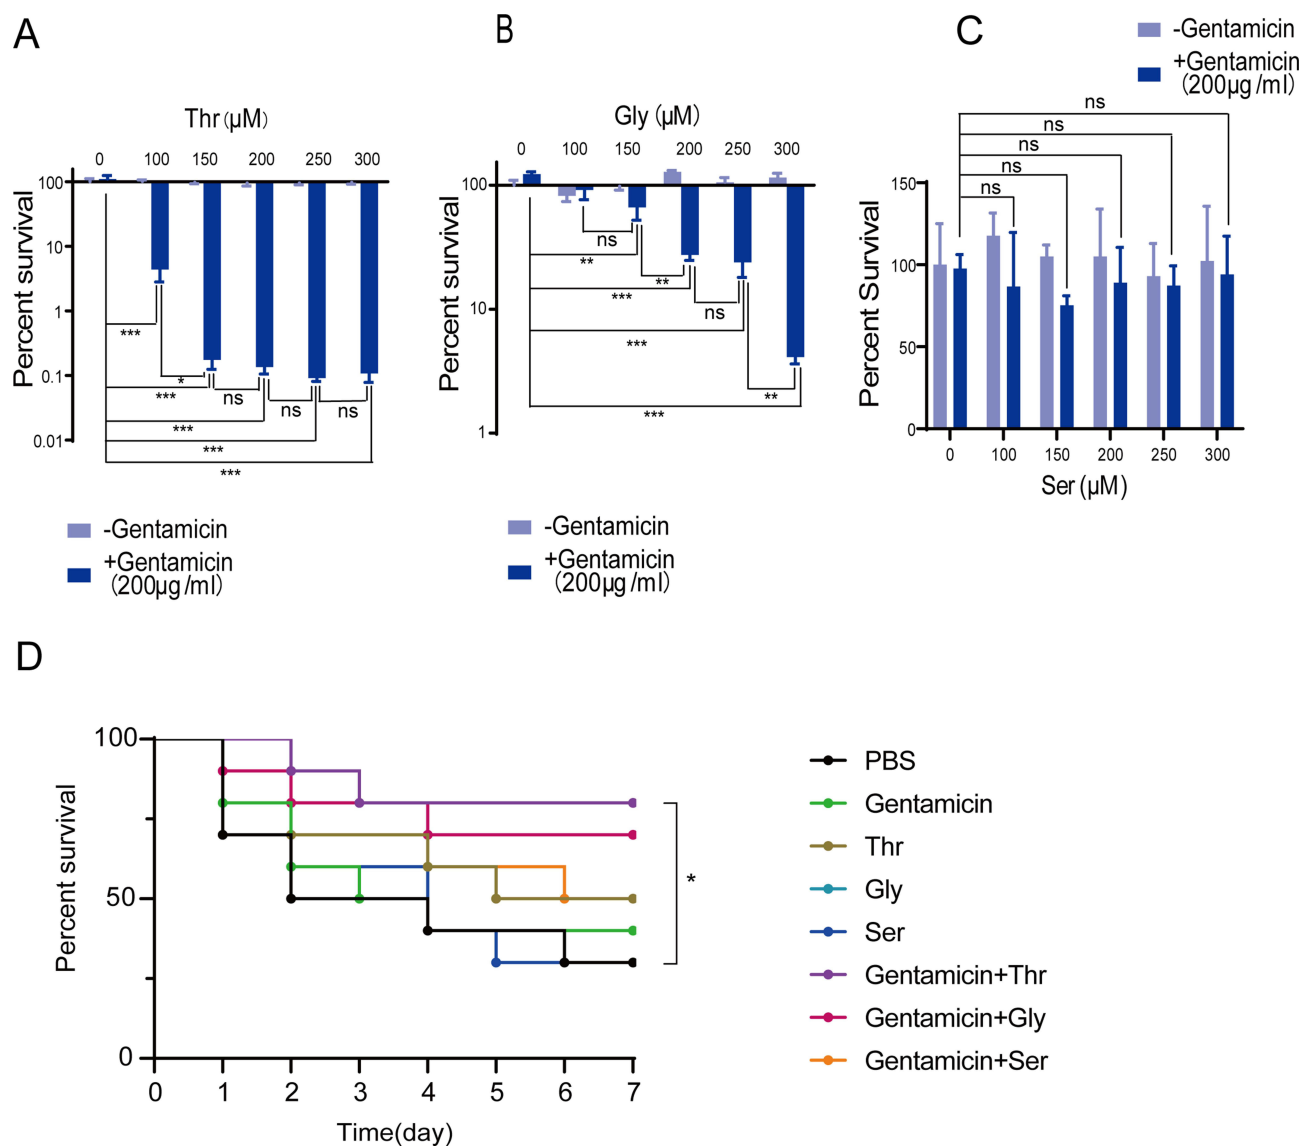 A
Thr (μM)
0 100 150 200 250 300
Percent survival
100
10
1
0.1
0.01
***
*
***
ns
ns
ns
***
***
***
-Gentamicin
+Gentamicin
(200μg/ml)
B
Gly (μM)
0 100 150 200 250 300
Percent survival
100
10
1
ns
**
**
***
ns
***
**
***
-Gentamicin
+Gentamicin
(200μg/ml)
C
-Gentamicin
+Gentamicin
(200μg/ml)
ns
ns
ns
ns
ns
Percent Survival
150
100
50
0
0 100 150 200 250 300
Ser (μM)
D
Percent survival
100
50
0
0 1 2 3 4 5 6 7
Time(day)
*
PBS
Gentamicin
Thr
Gly
Ser
Gentamicin+Thr
Gentamicin+Gly
Gentamicin+Ser